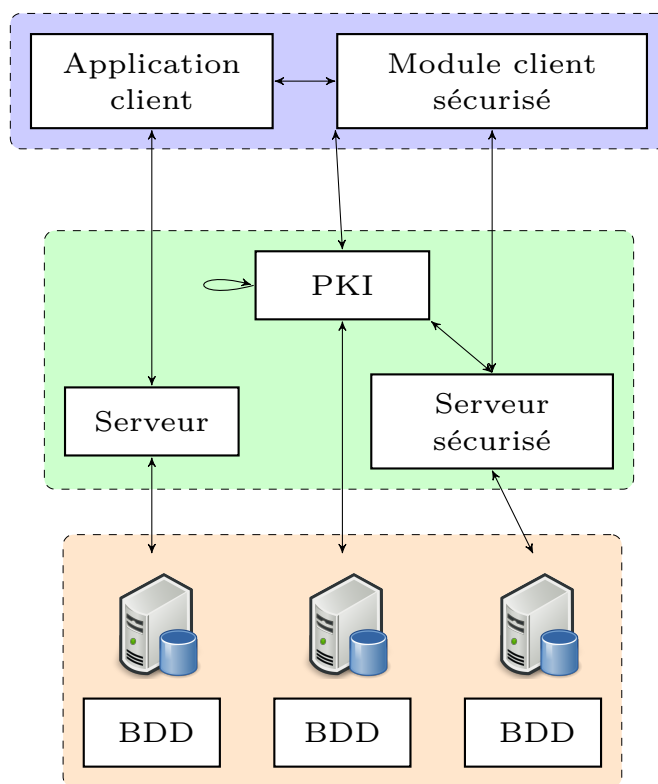 Application
client
Module client
sécurisé
PKI
Serveur
Serveur
sécurisé
BDD
BDD
BDD